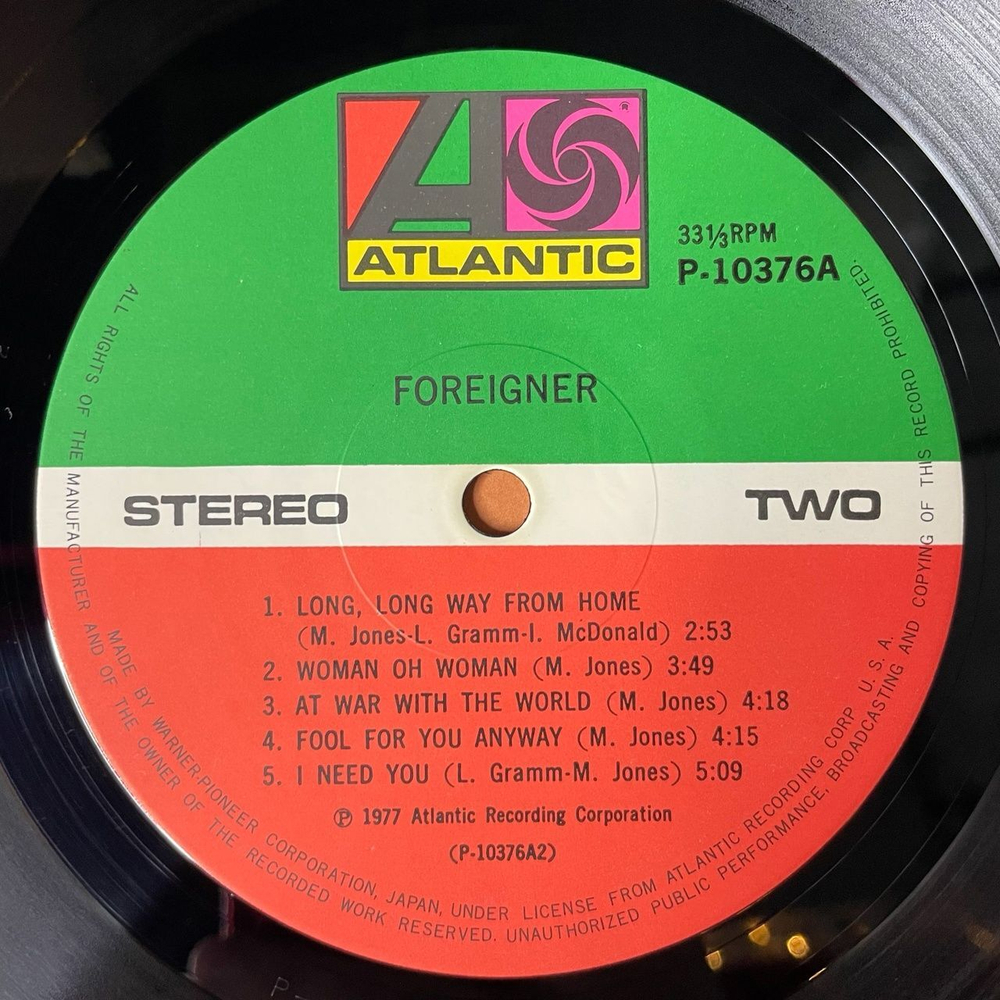 ATLANTIC
®
33⅓RPM
P-10376A
FOREIGNER
STEREO
TWO
1. LONG, LONG WAY FROM HOME
(M. Jones-L. Gramm-I. McDonald) 2:53
2. WOMAN OH WOMAN (M. Jones) 3:49
3. AT WAR WITH THE WORLD (M. Jones) 4:18
4. FOOL FOR YOU ANYWAY (M. Jones) 4:15
5. I NEED YOU (L. Gramm-M. Jones) 5:09
℗ 1977 Atlantic Recording Corporation
(P-10376A2)
MADE BY WARNER-PIONEER CORPORATION, JAPAN, UNDER LICENSE FROM ATLANTIC RECORDING CORP U. S. A.
ALL RIGHTS OF THE MANUFACTURER AND OF THE OWNER OF THE RECORDED WORK RESERVED. UNAUTHORIZED PUBLIC PERFORMANCE, BROADCASTING AND COPYING OF THIS RECORD PROHIBITED.